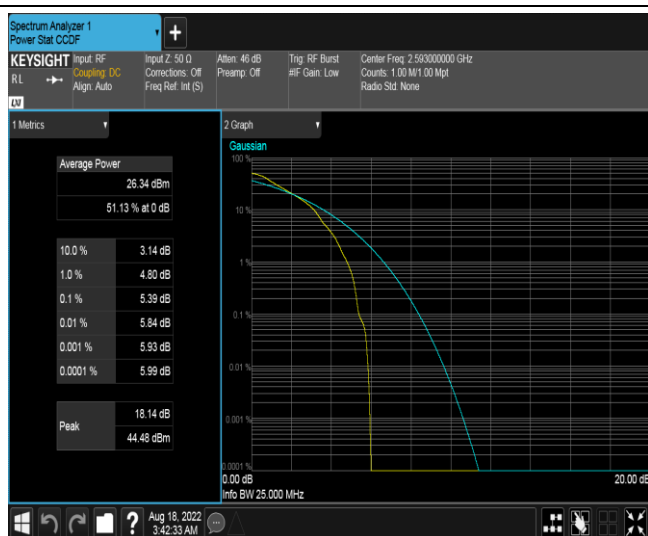 Spectrum Analyzer 1
Power Stat CCDF
+
KEYSIGHT
RL
LXI
Input: RF
Coupling: DC
Align: Auto
Input Z: 50 Ω
Corrections: Off
Freq Ref: Int (S)
Atten: 46 dB
Preamp: Off
Trig: RF Burst
#IF Gain: Low
Center Freq: 2.593000000 GHz
Counts: 1.00 M/1.00 Mpt
Radio Std: None
1 Metrics
Average Power
26.34 dBm
51.13 % at 0 dB
10.0 % 3.14 dB
1.0 % 4.80 dB
0.1 % 5.39 dB
0.01 % 5.84 dB
0.001 % 5.93 dB
0.0001 % 5.99 dB
Peak
18.14 dB
44.48 dBm
2 Graph
Gaussian
100 %
10 %
1 %
0.1 %
0.01 %
0.001 %
0.0001 %
0.00 dB 20.00 dB
Info BW 25.000 MHz
?
Aug 18, 2022
3:42:33 AM